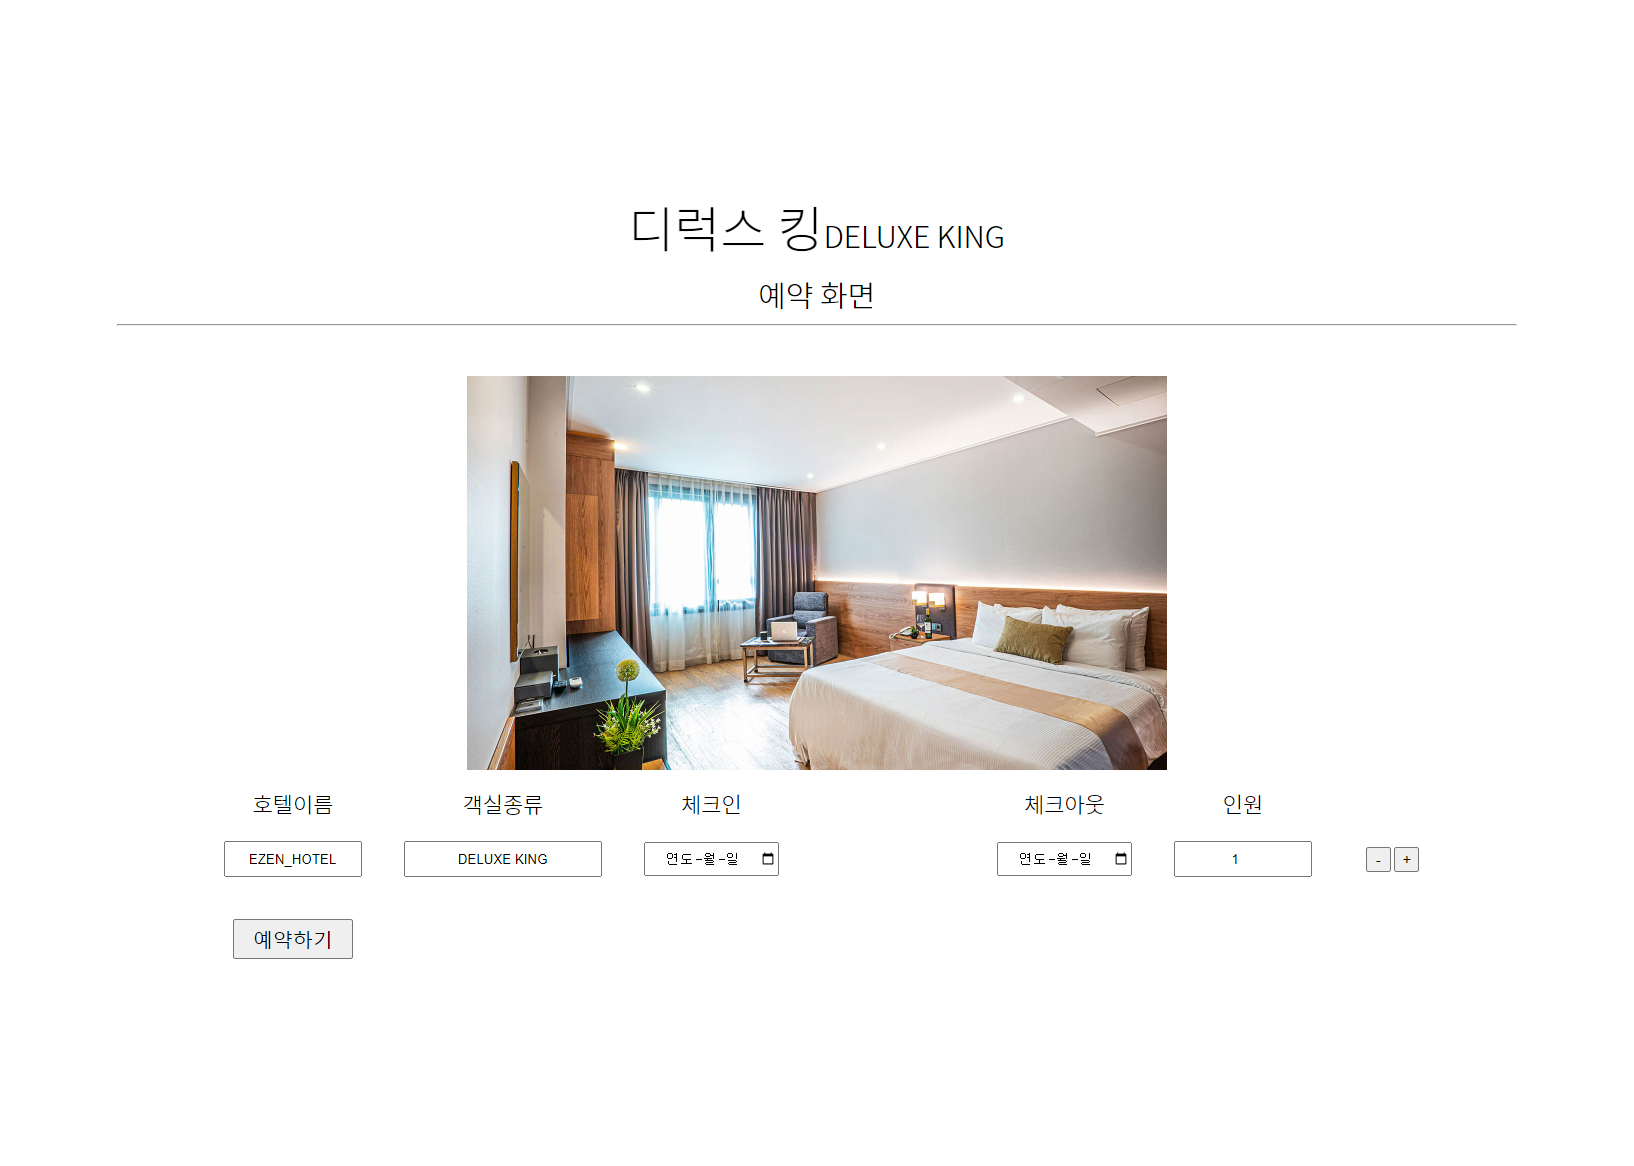 디럭스 킹DELUXE KING
예약 화면
호텔이름 객실종류 체크인 체크아웃 인원
EZEN_HOTEL DELUXE KING 연도-월-일 연도-월-일 1 - +
예약하기